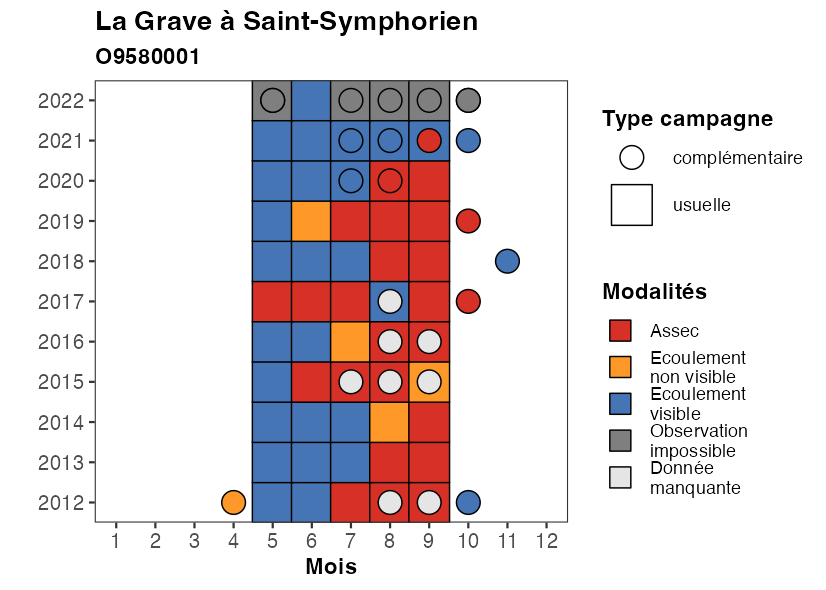 La Grave à Saint-Symphorien
O9580001
2022
2021
2020
2019
2018
2017
2016
2015
2014
2013
2012
1 2 3 4 5 6 7 8 9 10 11 12
Mois
Type campagne
complémentaire
usuelle
Modalités
Assec
Ecoulement
non visible
Ecoulement
visible
Observation
impossible
Donnée
manquante